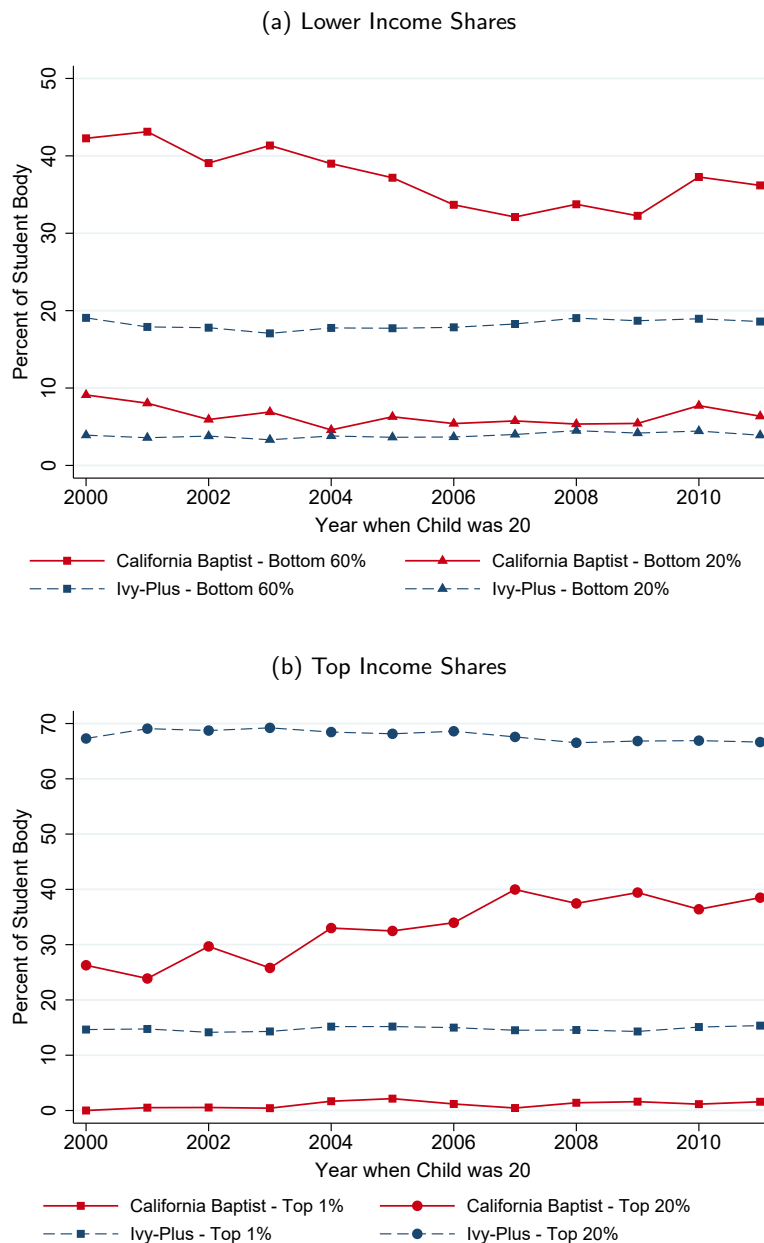 (a) Lower Income Shares
50
40
30
20
10
0
Percent of Student Body
2000 2002 2004 2006 2008 2010
Year when Child was 20
California Baptist - Bottom 60% California Baptist - Bottom 20%
Ivy-Plus - Bottom 60% Ivy-Plus - Bottom 20%
(b) Top Income Shares
70
60
50
40
30
20
10
0
Percent of Student Body
2000 2002 2004 2006 2008 2010
Year when Child was 20
California Baptist - Top 1% California Baptist - Top 20%
Ivy-Plus - Top 1% Ivy-Plus - Top 20%